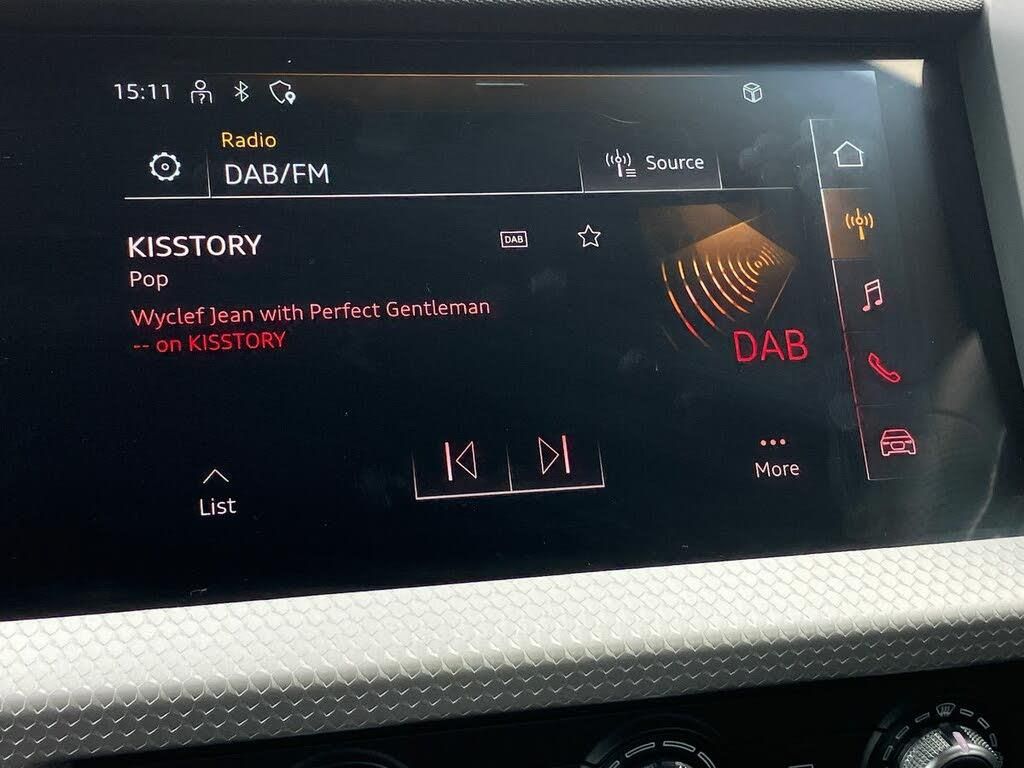 15:11
Radio
DAB/FM
Source
KISSTORY
DAB
Pop
Wyclef Jean with Perfect Gentleman
-- on KISSTORY
DAB
List
More